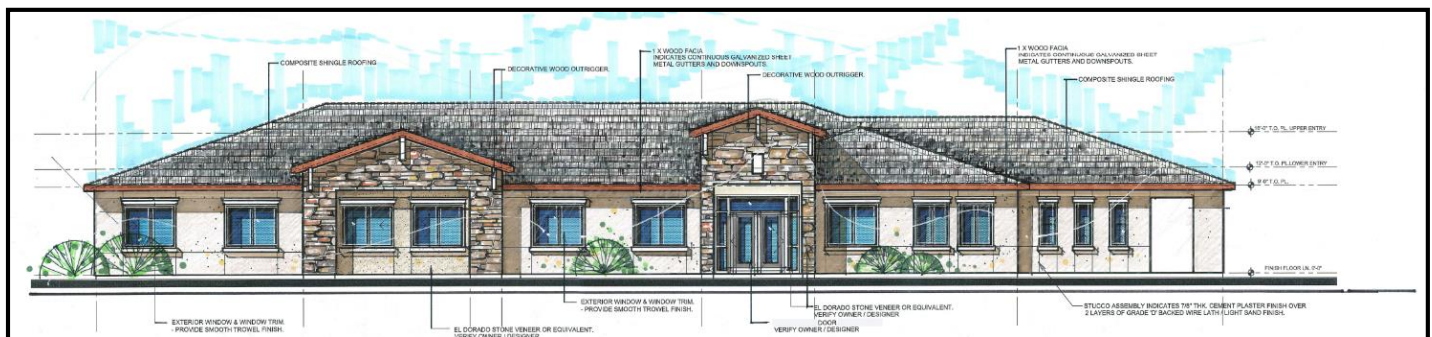 1 X WOOD FACIA
INDICATES CONTINUOUS GALVANIZED SHEET
METAL GUTTERS AND DOWNSPOUTS.
1 X WOOD FACIA
INDICATES CONTINUOUS GALVANIZED SHEET
METAL GUTTERS AND DOWNSPOUTS.
COMPOSITE SHINGLE ROOFING
DECORATIVE WOOD OUTRIGGER
DECORATIVE WOOD OUTRIGGER
COMPOSITE SHINGLE ROOFING
T.O. PL. UPPER ENTRY
T.O. PL LOWER ENTRY
T.O. PL.
FINISH FLOOR
EXTERIOR WINDOW & WINDOW TRIM.
- PROVIDE SMOOTH TROWEL FINISH.
EL DORADO STONE VENEER OR EQUIVALENT.
VERIFY OWNER / DESIGNER
STUCCO ASSEMBLY INDICATES 7/8" THK. CEMENT PLASTER FINISH OVER
2 LAYERS OF GRADE 'D' BACKED WIRE LATH / LIGHT SAND FINISH.
EXTERIOR WINDOW & WINDOW TRIM.
- PROVIDE SMOOTH TROWEL FINISH.
EL DORADO STONE VENEER OR EQUIVALENT.
VERIFY OWNER / DESIGNER
DOOR
VERIFY OWNER / DESIGNER